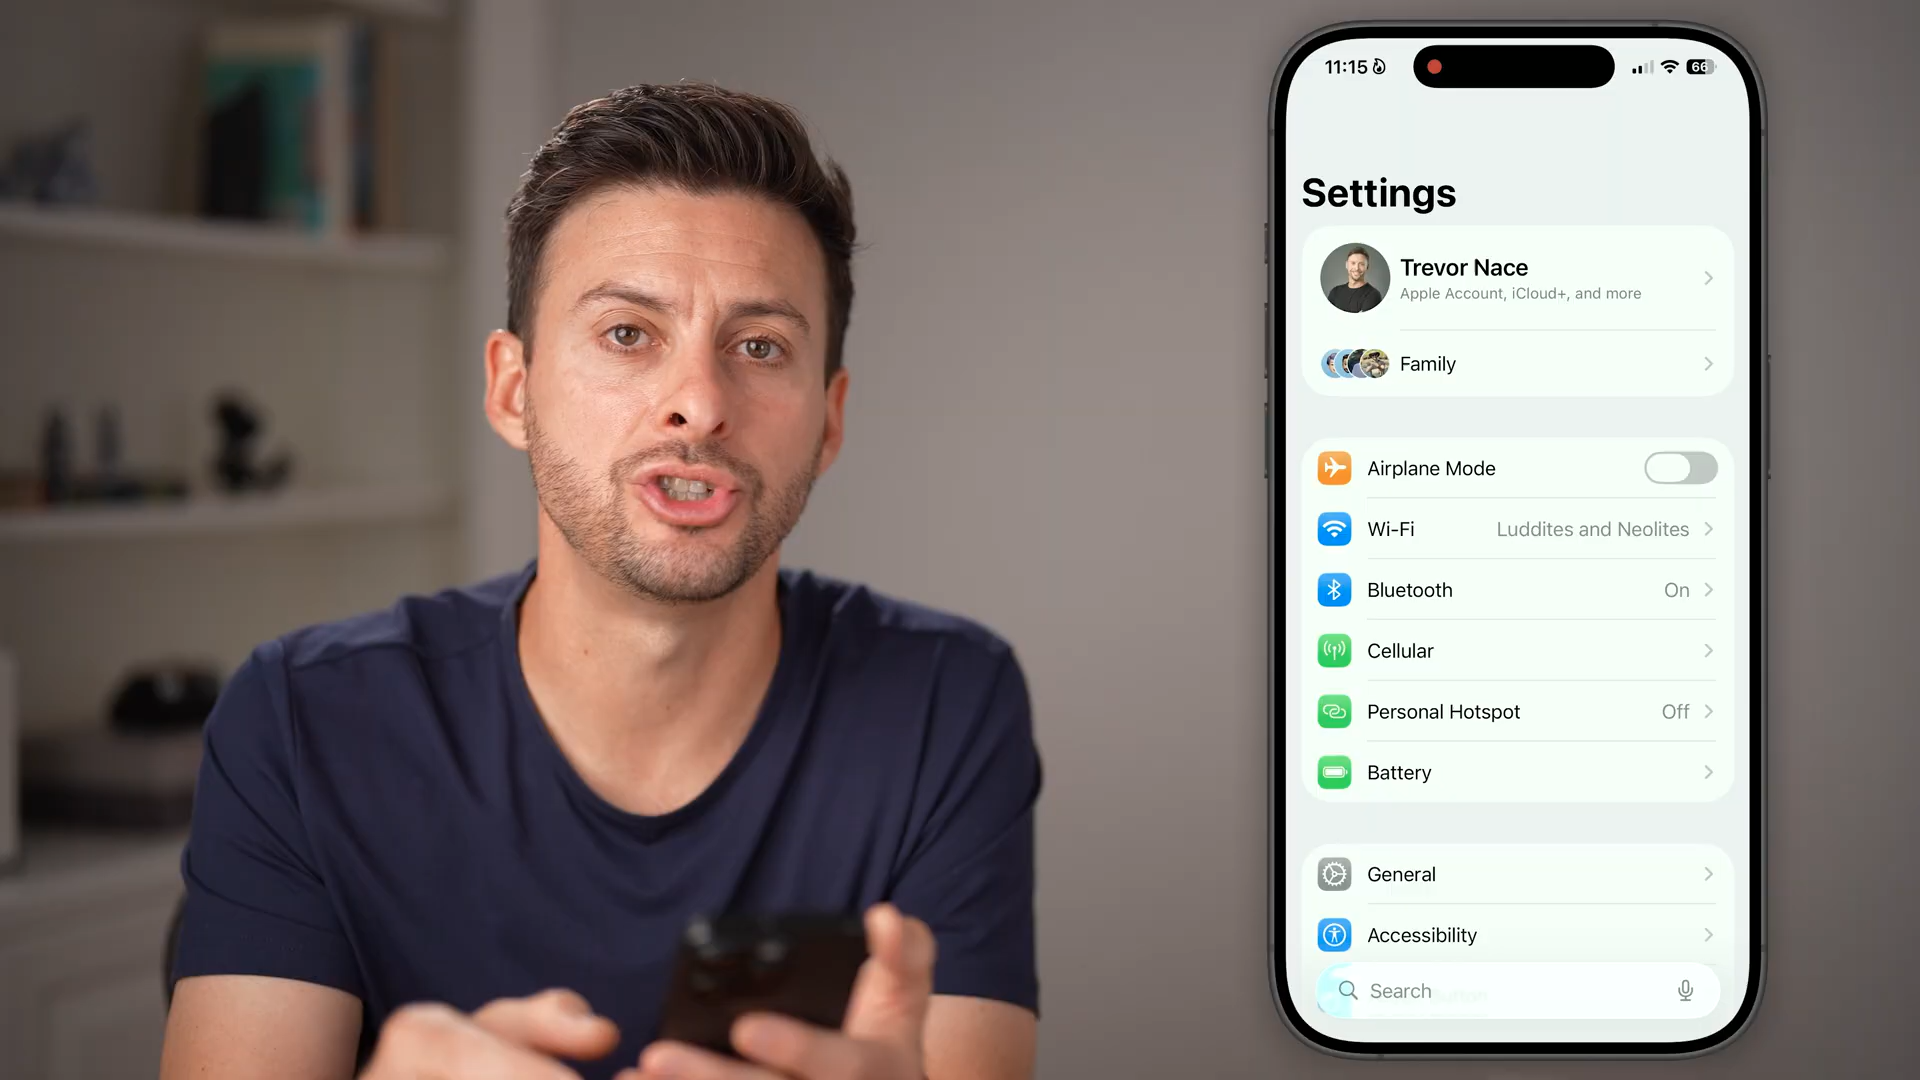 11:15
66
Settings
Trevor Nace
Apple Account, iCloud+, and more
Family
Airplane Mode
Wi-Fi Luddites and Neolites
Bluetooth On
Cellular
Personal Hotspot Off
Battery
General
Accessibility
Search